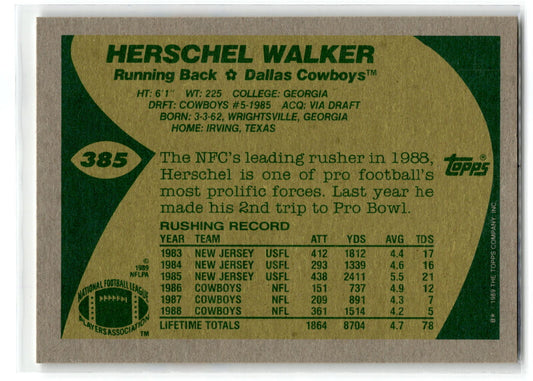 HERSCHEL WALKER
Running Back ✪ Dallas Cowboys™
HT: 6'1" WT: 225 COLLEGE: GEORGIA
DRFT: COWBOYS #5-1985 ACQ: VIA DRAFT
BORN: 3-3-62, WRIGHTSVILLE, GEORGIA
HOME: IRVING, TEXAS
385
The NFC's leading rusher in 1988,
Herschel is one of pro football's
most prolific forces. Last year he
made his 2nd trip to Pro Bowl.
topps®
RUSHING RECORD
YEAR TEAM ATT YDS AVG TDS
1983 NEW JERSEY USFL 412 1812 4.4 17
1984 NEW JERSEY USFL 293 1339 4.6 16
1985 NEW JERSEY USFL 438 2411 5.5 21
1986 COWBOYS NFL 151 737 4.9 12
1987 COWBOYS NFL 209 891 4.3 7
1988 COWBOYS NFL 361 1514 4.2 5
LIFETIME TOTALS 1864 8704 4.7 78
©
1989
NFLPA
NATIONAL FOOTBALL LEAGUE
PLAYERS ASSOCIATION
™
B* © 1989 THE TOPPS COMPANY, INC.